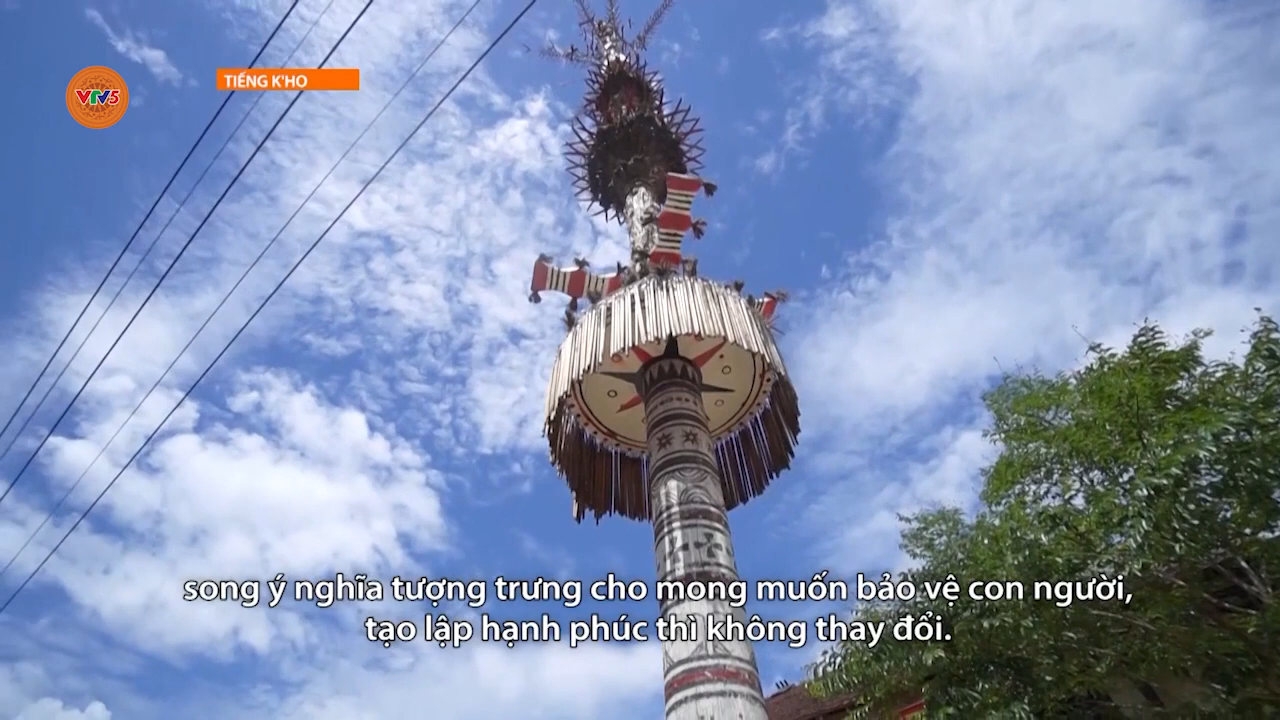 VTV5
TIẾNG K'HO
song ý nghĩa tượng trưng cho mong muốn bảo vệ con người,
tạo lập hạnh phúc thì không thay đổi.